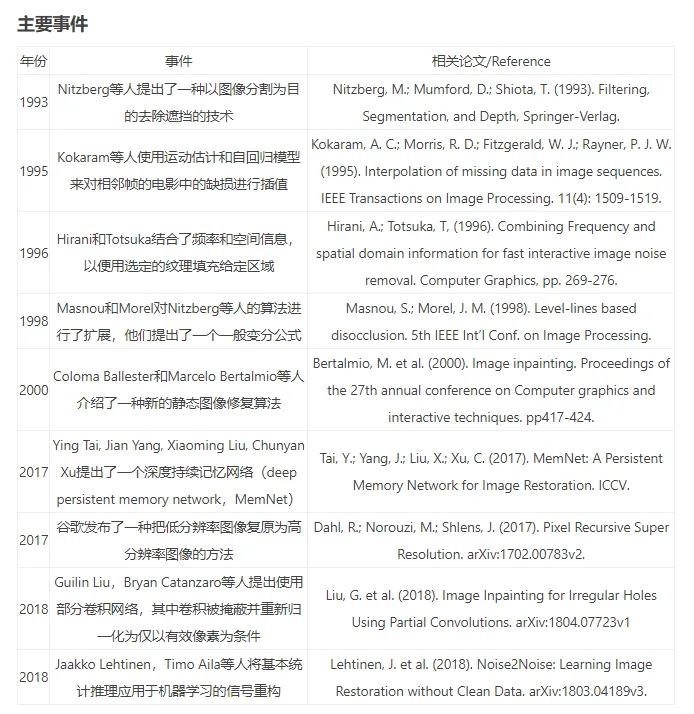 主要事件
年份 事件 相关论文/Reference
1993
Nitzberg等人提出了一种以图像分割为目
的去除遮挡的技术
Nitzberg, M.; Mumford, D.; Shiota, T. (1993). Filtering,
Segmentation, and Depth, Springer-Verlag.
1995
Kokaram等人使用运动估计和自回归模型
来对相邻帧的电影中的缺损进行插值
Kokaram, A. C.; Morris, R. D.; Fitzgerald, W. J.; Rayner, P. J. W.
(1995). Interpolation of missing data in image sequences.
IEEE Transactions on Image Processing. 11(4): 1509-1519.
1996
Hirani和Totsuka结合了频率和空间信息，
以便用选定的纹理填充给定区域
Hirani, A.; Totsuka, T, (1996). Combining Frequency and
spatial domain information for fast interactive image noise
removal. Computer Graphics, pp. 269-276.
1998
Masnou和Morel对Nitzberg等人的算法进
行了扩展，他们提出了一个一般变分公式
Masnou, S.; Morel, J. M. (1998). Level-lines based
disocclusion. 5th IEEE Int’l Conf. on Image Processing.
2000
Coloma Ballester和Marcelo Bertalmio等人
介绍了一种新的静态图像修复算法
Bertalmio, M. et al. (2000). Image inpainting. Proceedings of
the 27th annual conference on Computer graphics and
interactive techniques. pp417-424.
2017
Ying Tai, Jian Yang, Xiaoming Liu, Chunyan
Xu提出了一个深度持续记忆网络（deep
persistent memory network，MemNet）
Tai, Y.; Yang, J.; Liu, X.; Xu, C. (2017). MemNet: A Persistent
Memory Network for Image Restoration. ICCV.
2017
谷歌发布了一种把低分辨率图像复原为高
分辨率图像的方法
Dahl, R.; Norouzi, M.; Shlens, J. (2017). Pixel Recursive Super
Resolution. arXiv:1702.00783v2.
2018
Guilin Liu，Bryan Catanzaro等人提出使用
部分卷积网络，其中卷积被掩蔽并重新归
一化为仅以有效像素为条件
Liu, G. et al. (2018). Image Inpainting for Irregular Holes
Using Partial Convolutions. arXiv:1804.07723v1
2018
Jaakko Lehtinen，Timo Aila等人将基本统
计推理应用于机器学习的信号重构
Lehtinen, J. et al. (2018). Noise2Noise: Learning Image
Restoration without Clean Data. arXiv:1803.04189v3.